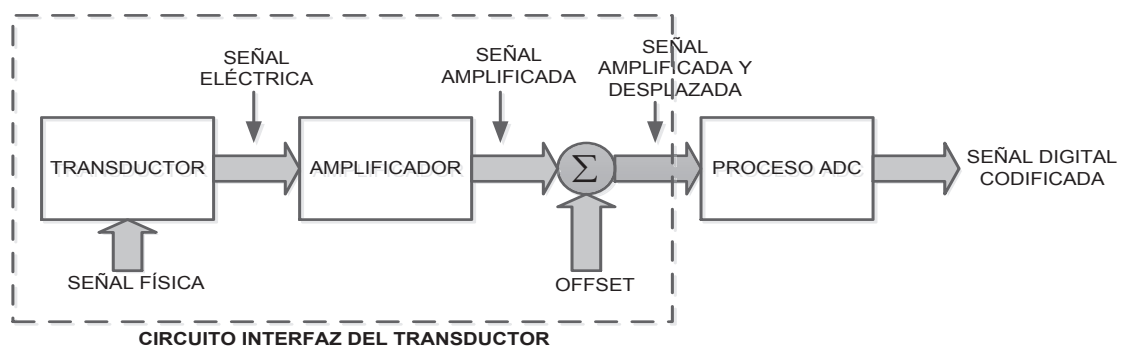 SEÑAL
ELÉCTRICA
SEÑAL
AMPLIFICADA
SEÑAL
AMPLIFICADA Y
DESPLAZADA
TRANSDUCTOR
AMPLIFICADOR
Σ
PROCESO ADC
SEÑAL DIGITAL
CODIFICADA
SEÑAL FÍSICA
OFFSET
CIRCUITO INTERFAZ DEL TRANSDUCTOR